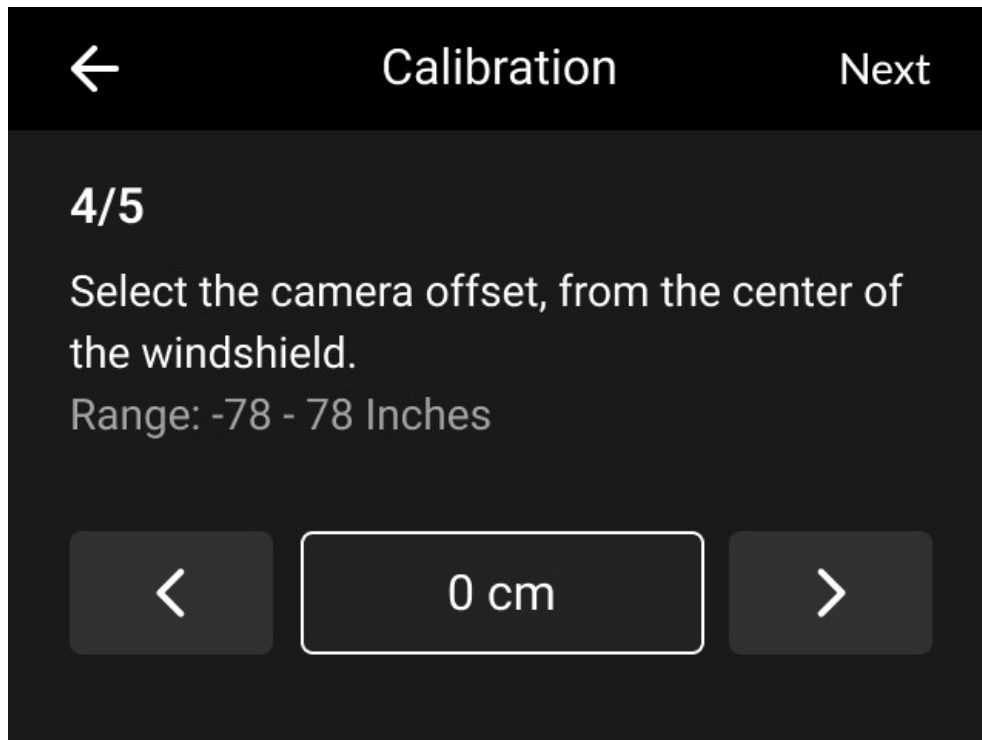 Calibration
Next
4/5
Select the camera offset, from the center of
the windshield.
Range: -78 - 78 Inches
0 cm